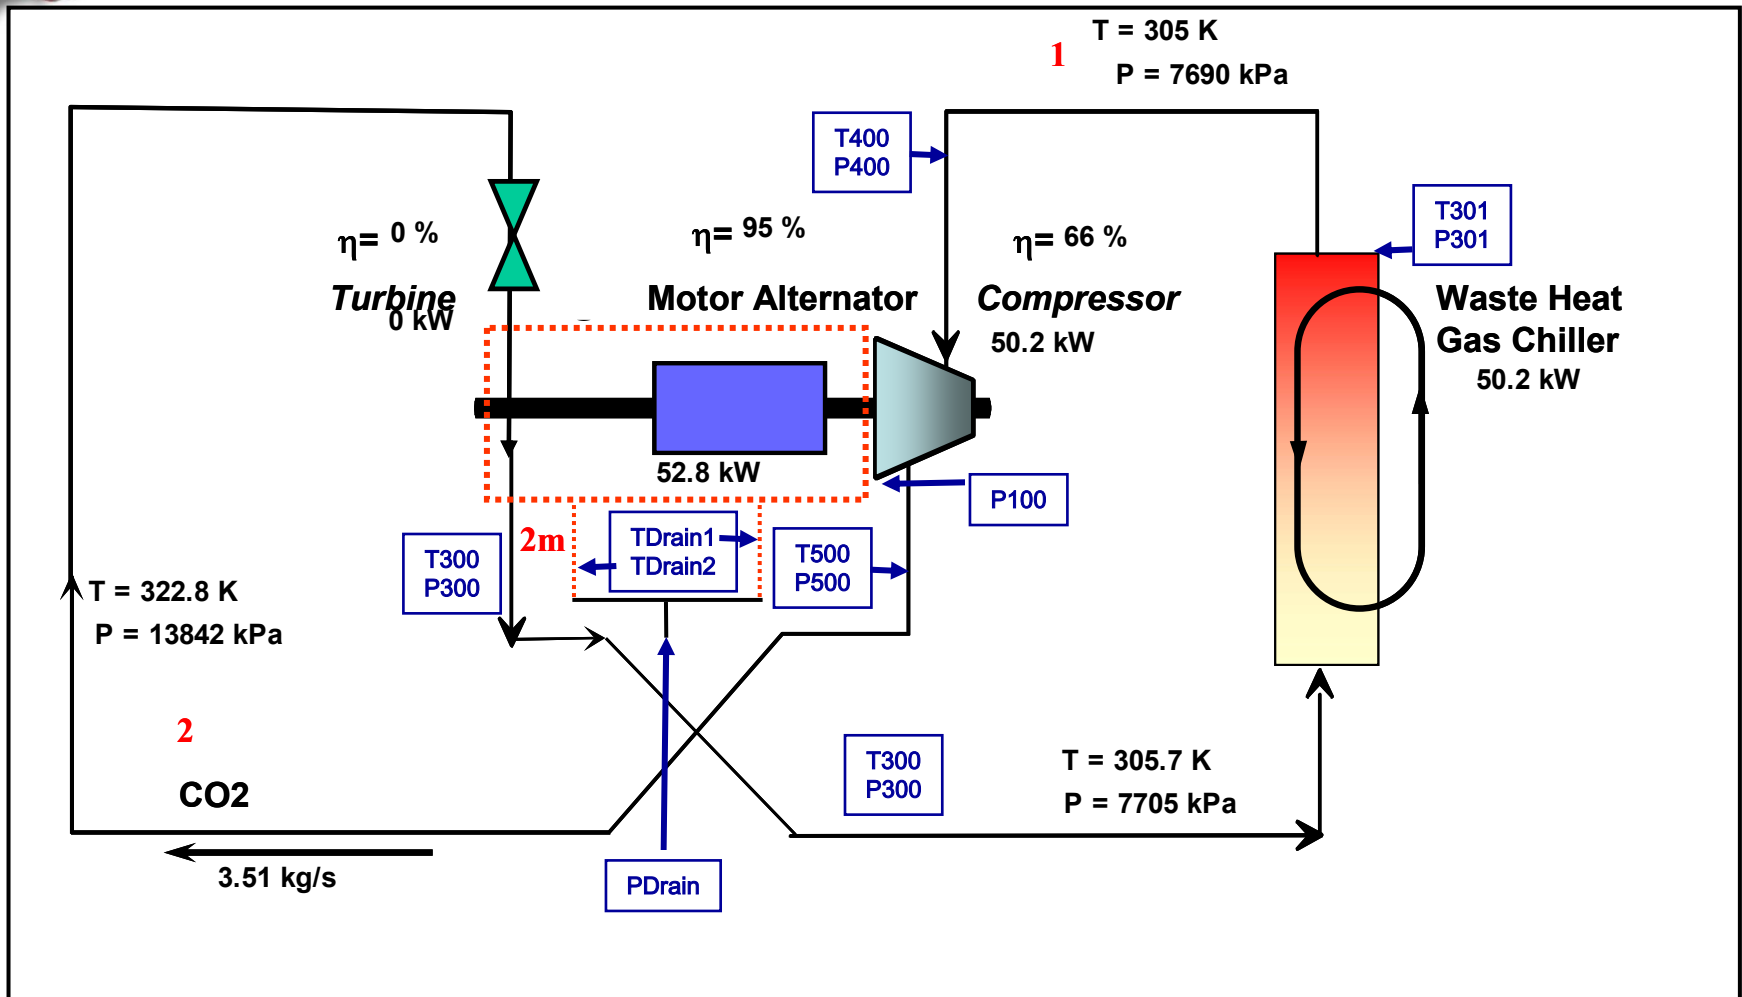 T = 305 K
1
P = 7690 kPa
T400
P400
T301
P301
η= 0 %
η= 95 %
η= 66 %
Turbine
0 kW
Motor Alternator
Compressor
50.2 kW
Waste Heat
Gas Chiller
50.2 kW
52.8 kW
P100
2m
TDrain1
TDrain2
T300
P300
T500
P500
T = 322.8 K
P = 13842 kPa
2
CO2
T300
P300
T = 305.7 K
P = 7705 kPa
3.51 kg/s
PDrain